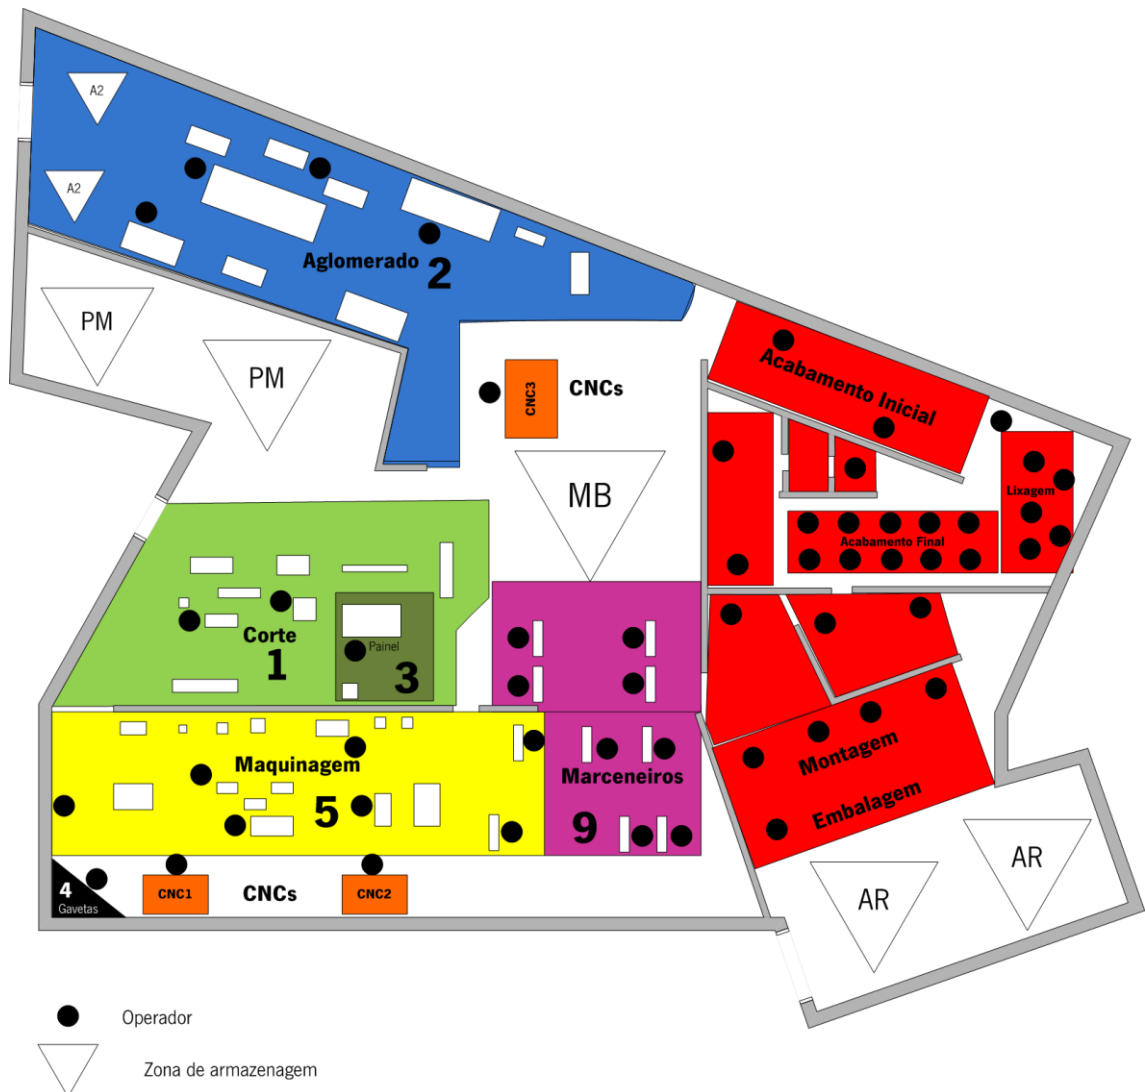 A2
A2
Aglomerado 2
PM
PM
CNC3
CNCs
Acabamento Inicial
MB
Lixagem
Acabamento Final
Corte
1
Painel
3
Maquinagem
5
Marceneiros
9
Montagem
Embalagem
4
Gavetas
CNC1
CNCs
CNC2
AR
AR
Operador
Zona de armazenagem